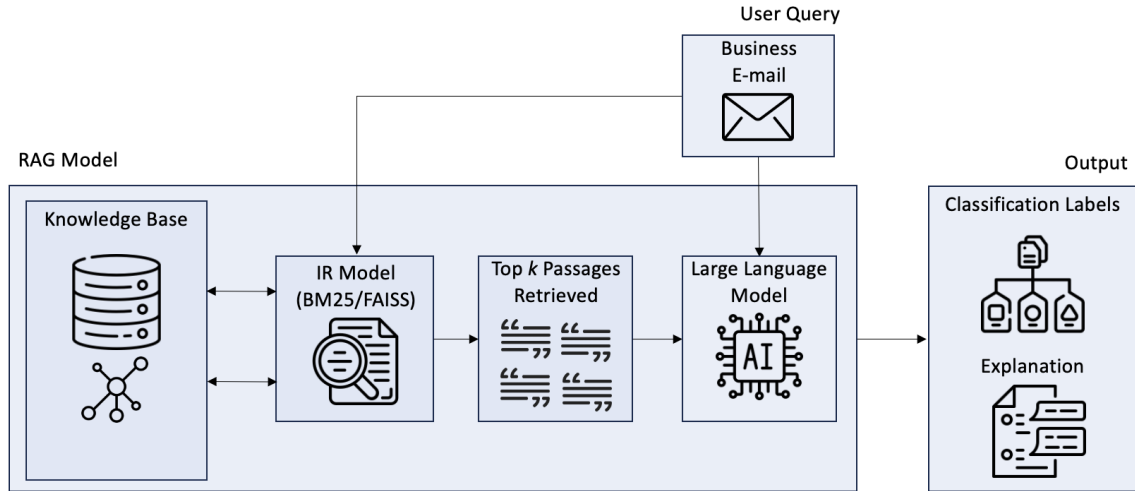 User Query
Business
E-mail
RAG Model
Knowledge Base
IR Model
(BM25/FAISS)
Top k Passages
Retrieved
Large Language
Model
AI
Output
Classification Labels
Explanation